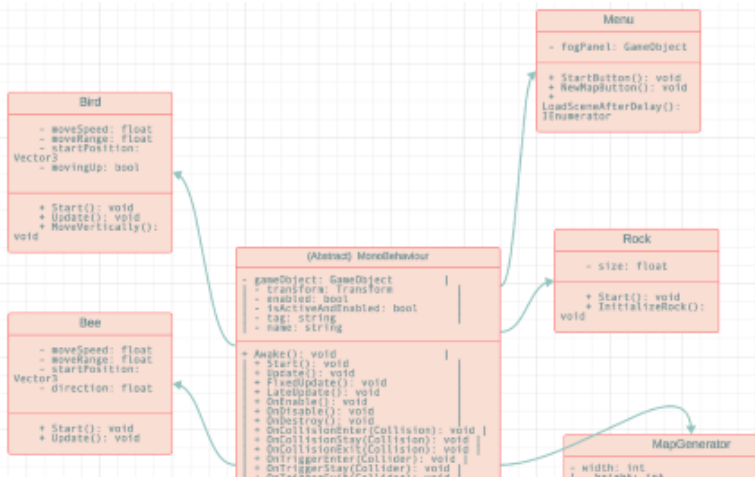 Menu
- fogPanel: GameObject
+ StartButton(): void
+ NewMapButton(): void
+
LoadSceneAfterDelay():
IEnumerator
Bird
- moveSpeed: float
- moveRange: float
- startPosition:
Vector3
- movingUp: bool
+ Start(): void
+ Update(): void
+ MoveVertically():
void
(Abstract) MonoBehaviour
- gameObject: GameObject |
| - transform: Transform |
| - enabled: bool |
| - isActiveAndEnabled: bool |
| - tag: string |
| - name: string |
+ Awake(): void |
| + Start(): void |
| + Update(): void |
| + FixedUpdate(): void |
| + LateUpdate(): void |
| + OnEnable(): void |
| + OnDisable(): void |
| + OnDestroy(): void |
| + OnCollisionEnter(Collision): void |
| + OnCollisionStay(Collision): void |
| + OnCollisionExit(Collision): void |
| + OnTriggerEnter(Collider): void |
| + OnTriggerStay(Collider): void |
Rock
- size: float
+ Start(): void
+ InitializeRock():
void
Bee
- moveSpeed: float
- moveRange: float
- startPosition:
Vector3
- direction: float
+ Start(): void
+ Update(): void
MapGenerator
- width: int